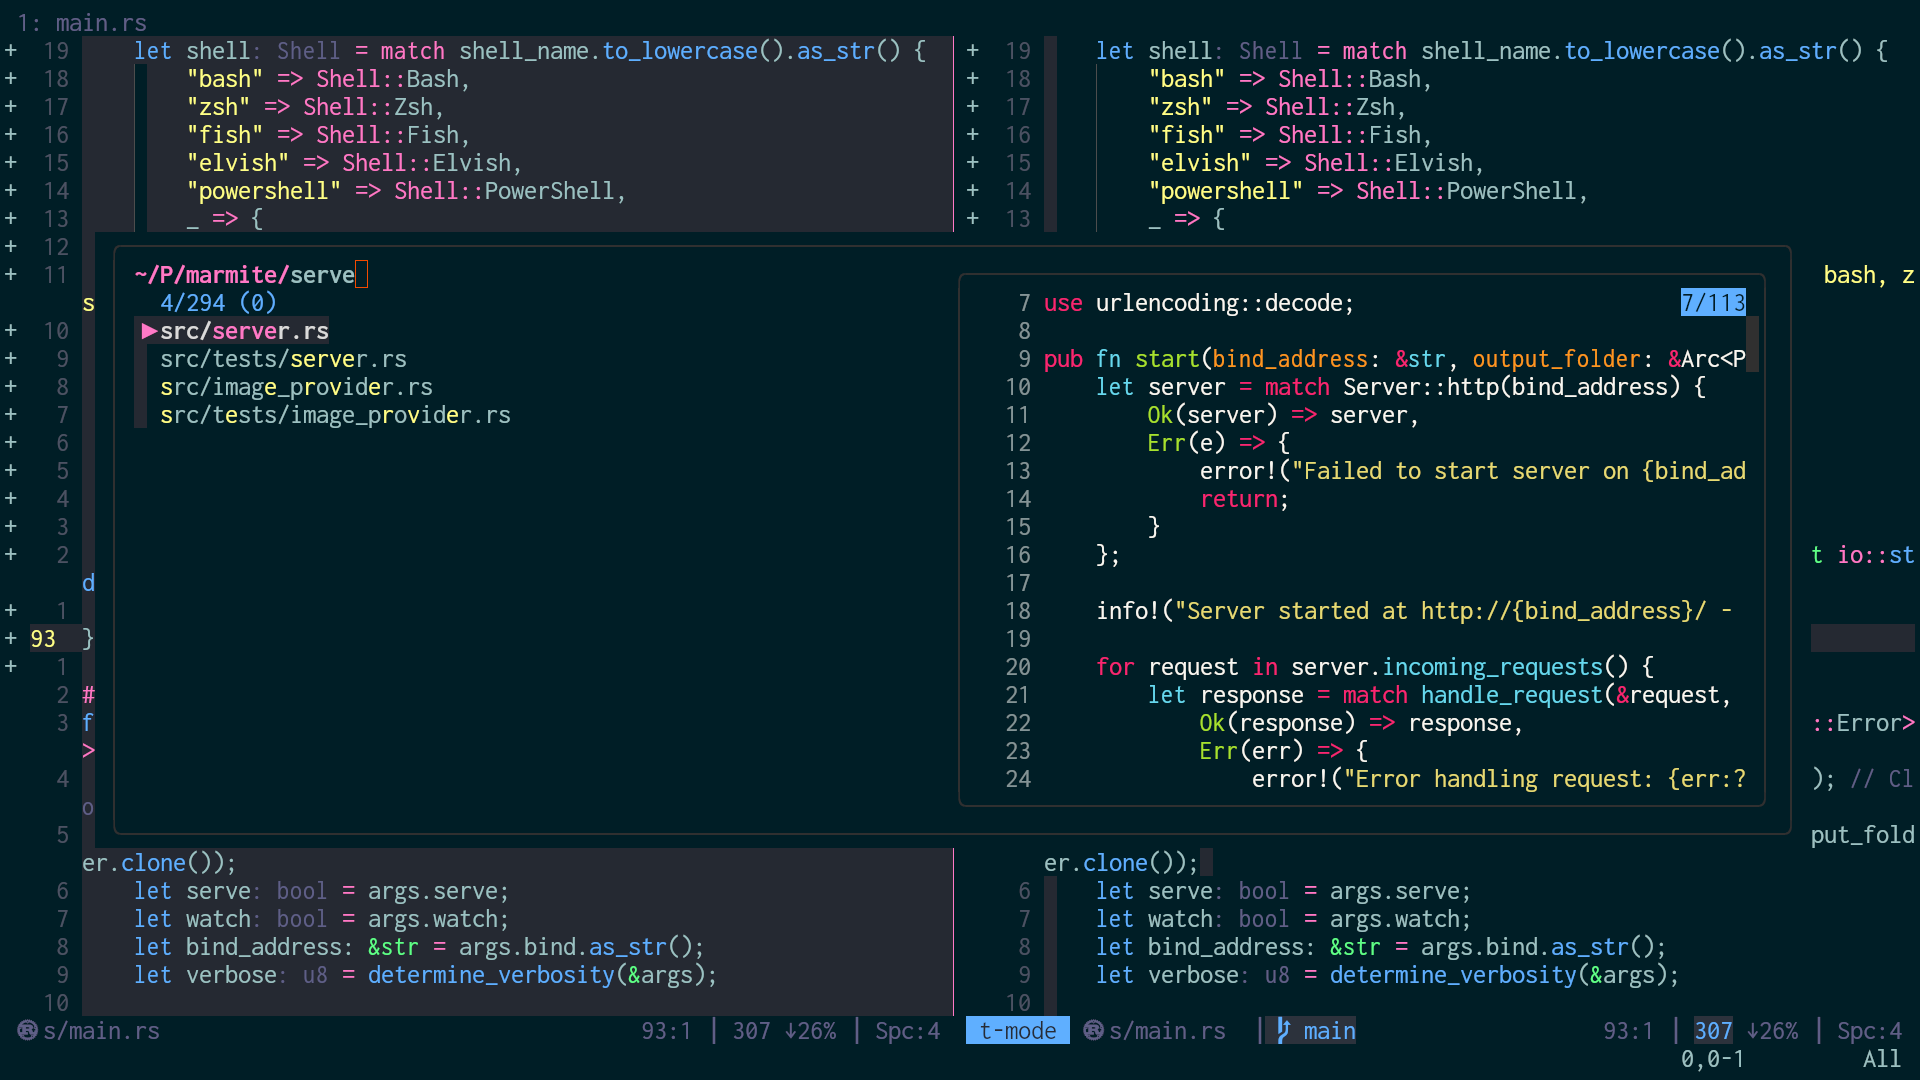 1: main.rs
+ 19 let shell: Shell = match shell_name.to_lowercase().as_str() {
+ 18 "bash" => Shell::Bash,
+ 17 "zsh" => Shell::Zsh,
+ 16 "fish" => Shell::Fish,
+ 15 "elvish" => Shell::Elvish,
+ 14 "powershell" => Shell::PowerShell,
+ 13 _ => {
+ 12
+ 11
s
+ 10
+ 9
+ 8
+ 7
+ 6
+ 5
+ 4
+ 3
+ 2
d
+ 1
+ 93 }
+ 1
2 #
3 f
>
4
o
5
er.clone());
6 let serve: bool = args.serve;
7 let watch: bool = args.watch;
8 let bind_address: &str = args.bind.as_str();
9 let verbose: u8 = determine_verbosity(&args);
10
s/main.rs 93:1 | 307 ↓26% | Spc:4
~/P/marmite/serve
4/294 (0)
▶src/server.rs
src/tests/server.rs
src/image_provider.rs
src/tests/image_provider.rs
7 use urlencoding::decode; 7/113
8
9 pub fn start(bind_address: &str, output_folder: &Arc<P
10 let server = match Server::http(bind_address) {
11 Ok(server) => server,
12 Err(e) => {
13 error!("Failed to start server on {bind_ad
14 return;
15 }
16 };
17
18 info!("Server started at http://{bind_address}/ -
19
20 for request in server.incoming_requests() {
21 let response = match handle_request(&request,
22 Ok(response) => response,
23 Err(err) => {
24 error!("Error handling request: {err:?
+ 19 let shell: Shell = match shell_name.to_lowercase().as_str() {
+ 18 "bash" => Shell::Bash,
+ 17 "zsh" => Shell::Zsh,
+ 16 "fish" => Shell::Fish,
+ 15 "elvish" => Shell::Elvish,
+ 14 "powershell" => Shell::PowerShell,
+ 13 _ => {
bash, z
t io::st
::Error>
); // Cl
put_fold
er.clone());
6 let serve: bool = args.serve;
7 let watch: bool = args.watch;
8 let bind_address: &str = args.bind.as_str();
9 let verbose: u8 = determine_verbosity(&args);
10
t-mode s/main.rs | main 93:1 | 307 ↓26% | Spc:4
0,0-1 All